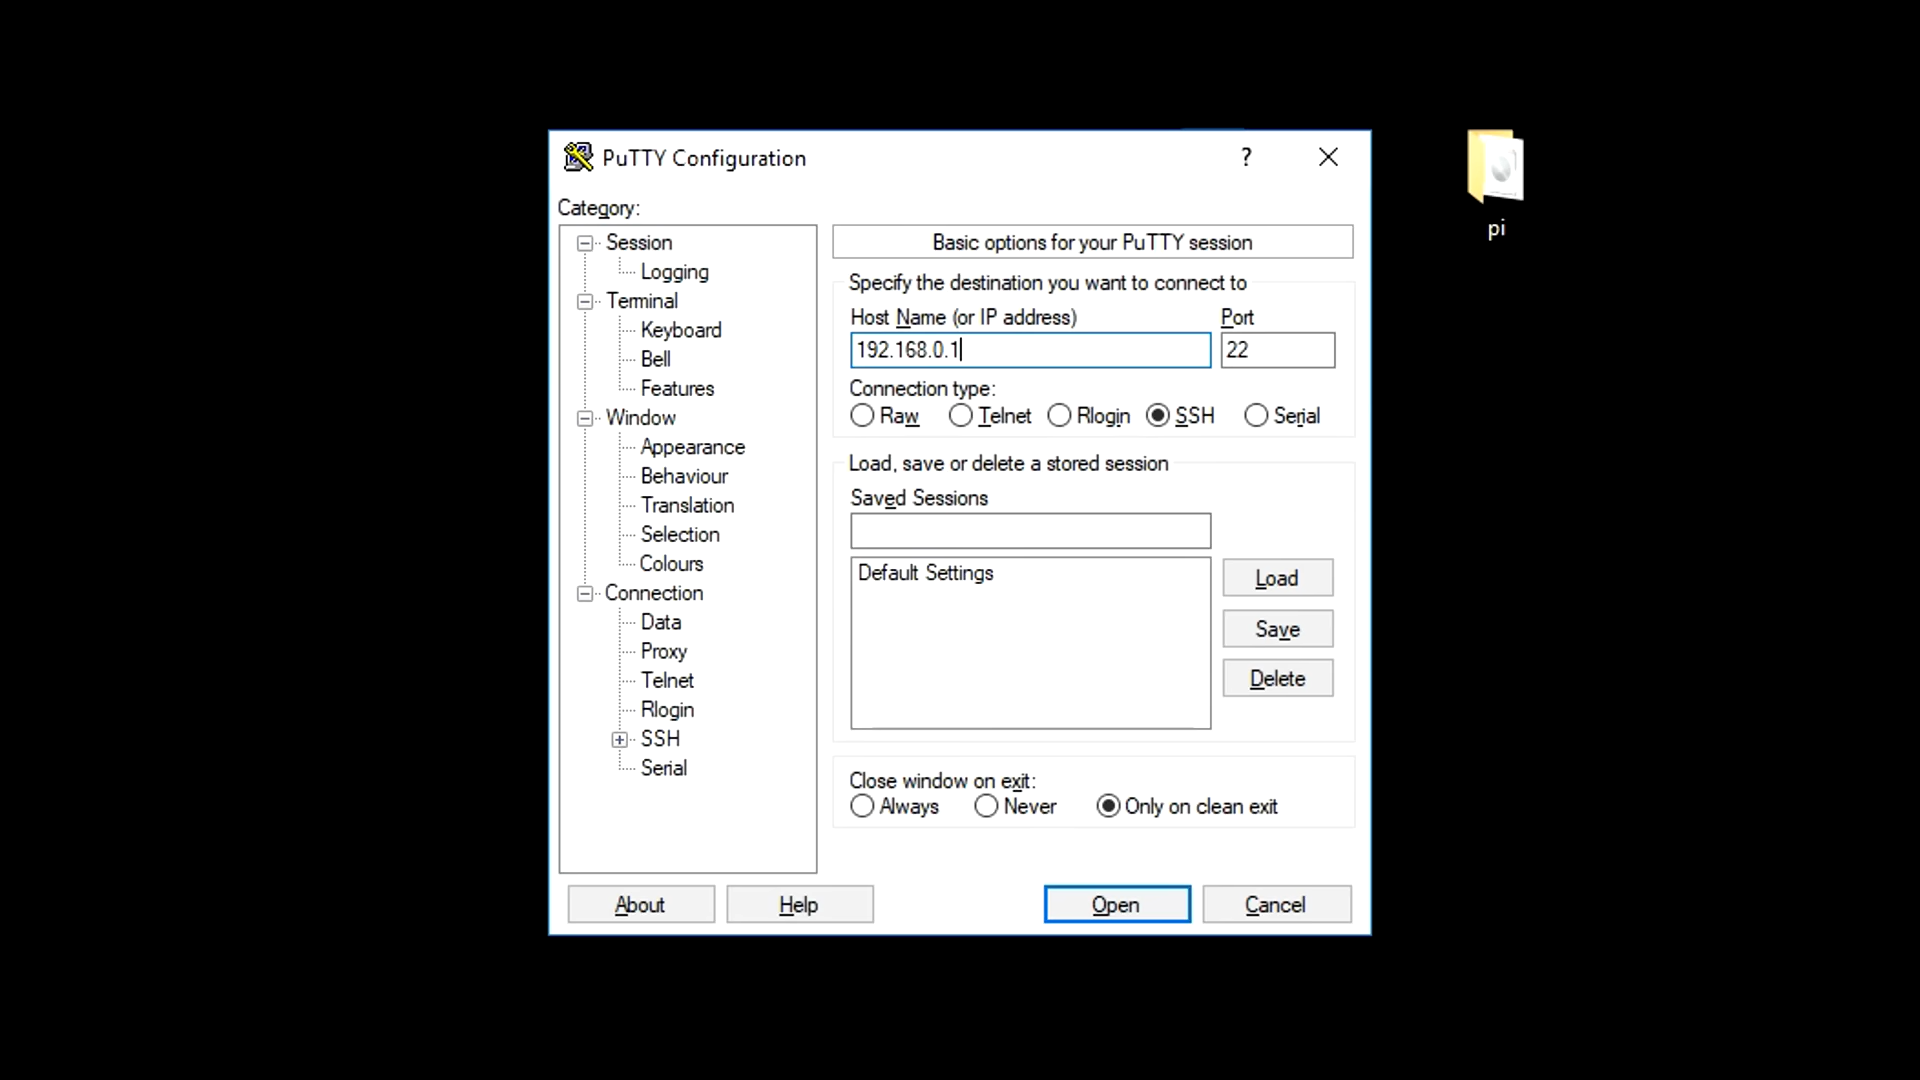 PuTTY Configuration
?
pi
Category:
Session
Logging
Terminal
Keyboard
Bell
Features
Window
Appearance
Behaviour
Translation
Selection
Colours
Connection
Data
Proxy
Telnet
Rlogin
SSH
Serial
Basic options for your PuTTY session
Specify the destination you want to connect to
Host Name (or IP address) Port
192.168.0.1 22
Connection type:
Raw Telnet Rlogin SSH Serial
Load, save or delete a stored session
Saved Sessions
Default Settings
Load
Save
Delete
Close window on exit:
Always Never Only on clean exit
About Help Open Cancel